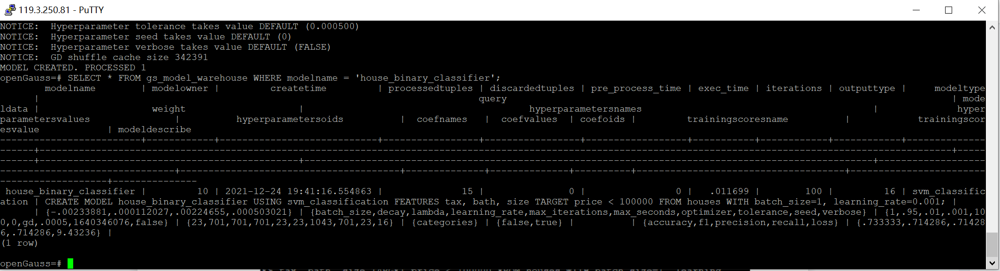 119.3.250.81 - PuTTY
NOTICE:  Hyperparameter tolerance takes value DEFAULT (0.000500)
NOTICE:  Hyperparameter seed takes value DEFAULT (0)
NOTICE:  Hyperparameter verbose takes value DEFAULT (FALSE)
NOTICE:  GD shuffle cache size 342391
MODEL CREATED. PROCESSED 1
openGauss=# SELECT * FROM gs_model_warehouse WHERE modelname = 'house_binary_classifier';
modelname | modelowner | createtime | processedtuples | discardedtuples | pre_process_time | exec_time | iterations | outputtype | modeltype
| query | mode
ldata | weight | hyperparametersnames | hyper
parametersvalues | hyperparametersoids | coefnames | coefvalues | coefoids | trainingscoresname | trainingscor
esvalue | modeldescribe
house_binary_classifier | 10 | 2021-12-24 19:41:16.554863 | 15 | 0 | 0 | .011699 | 100 | 16 | svm_classific
ation | CREATE MODEL house_binary_classifier USING svm_classification FEATURES tax, bath, size TARGET price < 100000 FROM houses WITH batch_size=1, learning_rate=0.001; |
| {-.00233881,.000112027,.00224655,.000503021} | {batch_size,decay,lambda,learning_rate,max_iterations,max_seconds,optimizer,tolerance,seed,verbose} | {1,.95,.01,.001,10
0,0,gd,.0005,1640346076,false} | {23,701,701,701,23,23,1043,701,23,16} | {categories} | {false,true} | | {accuracy,f1,precision,recall,loss} | {.733333,.714286,.71428
6,.714286,9.43236} |
(1 row)
openGauss=#